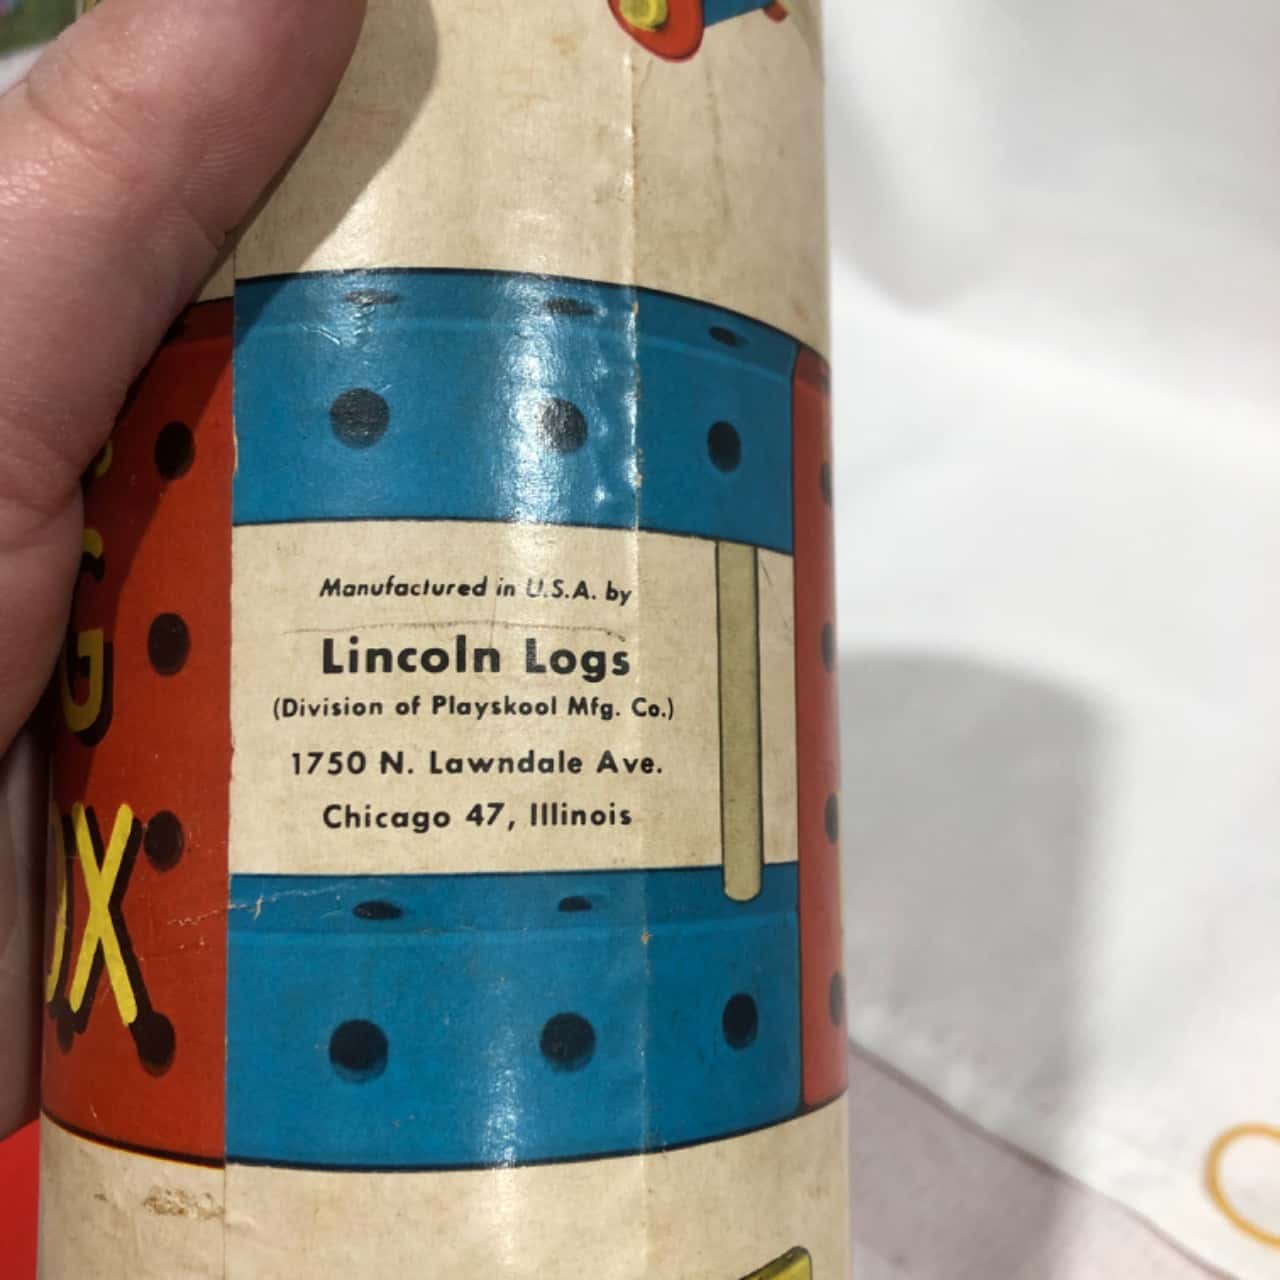 Manufactured in U.S.A. by
Lincoln Logs
(Division of Playskool Mfg. Co.)
1750 N. Lawndale Ave.
Chicago 47, Illinois